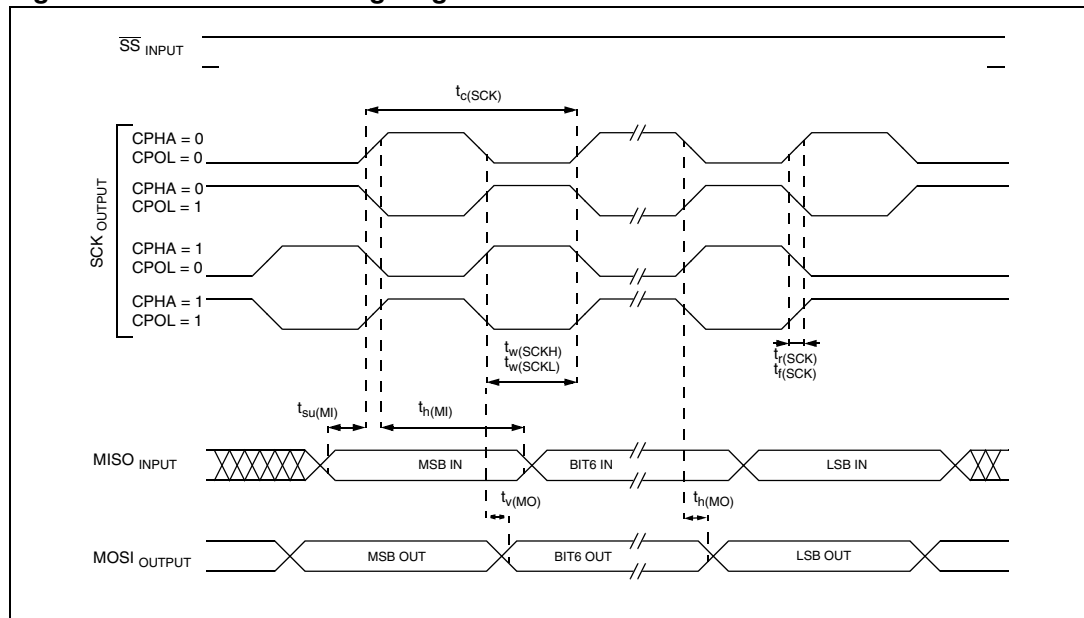 SS INPUT
tc(SCK)
SCK OUTPUT
CPHA = 0
CPOL = 0
CPHA = 0
CPOL = 1
CPHA = 1
CPOL = 0
CPHA = 1
CPOL = 1
tw(SCKH)
tw(SCKL)
tr(SCK)
tf(SCK)
tsu(MI)
th(MI)
MISO INPUT
MSB IN
BIT6 IN
LSB IN
tv(MO)
th(MO)
MOSI OUTPUT
MSB OUT
BIT6 OUT
LSB OUT